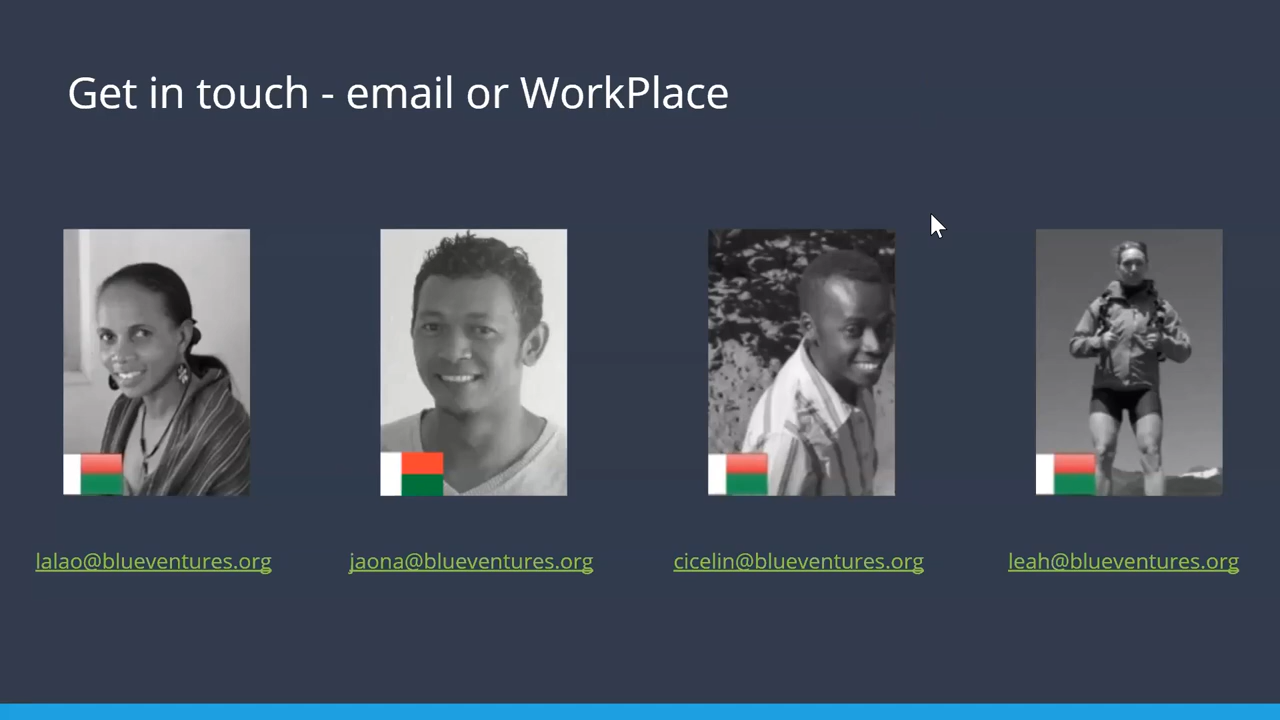 Get in touch - email or WorkPlace
lalao@blueventures.org
jaona@blueventures.org
cicelin@blueventures.org
leah@blueventures.org